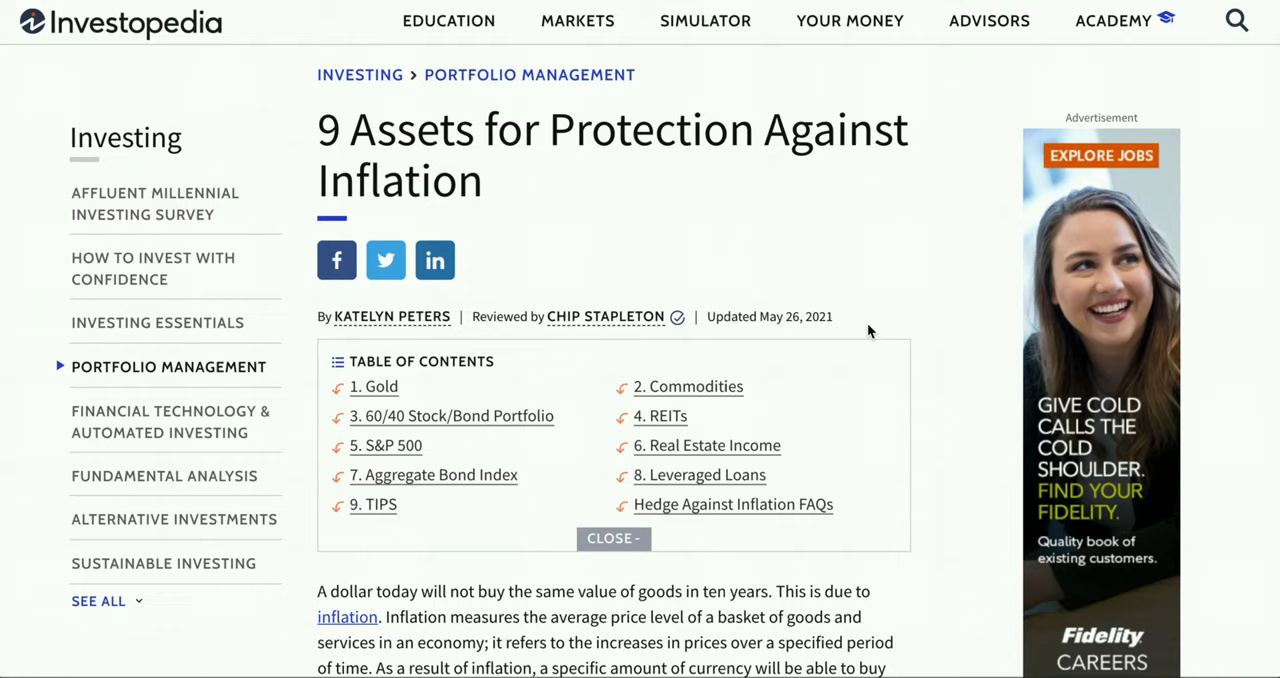 Investopedia
EDUCATION
MARKETS
SIMULATOR
YOUR MONEY
ADVISORS
ACADEMY
INVESTING > PORTFOLIO MANAGEMENT
9 Assets for Protection Against
Inflation
By KATELYN PETERS | Reviewed by CHIP STAPLETON | Updated May 26, 2021
TABLE OF CONTENTS
1. Gold
2. Commodities
3. 60/40 Stock/Bond Portfolio
4. REITs
5. S&P 500
6. Real Estate Income
7. Aggregate Bond Index
8. Leveraged Loans
9. TIPS
Hedge Against Inflation FAQs
CLOSE -
A dollar today will not buy the same value of goods in ten years. This is due to
inflation. Inflation measures the average price level of a basket of goods and
services in an economy; it refers to the increases in prices over a specified period
of time. As a result of inflation, a specific amount of currency will be able to buy
Investing
AFFLUENT MILLENNIAL
INVESTING SURVEY
HOW TO INVEST WITH
CONFIDENCE
INVESTING ESSENTIALS
PORTFOLIO MANAGEMENT
FINANCIAL TECHNOLOGY &
AUTOMATED INVESTING
FUNDAMENTAL ANALYSIS
ALTERNATIVE INVESTMENTS
SUSTAINABLE INVESTING
SEE ALL
Advertisement
EXPLORE JOBS
GIVE COLD
CALLS THE
COLD
SHOULDER.
FIND YOUR
FIDELITY.
Quality book of
existing customers.
Fidelity
CAREERS